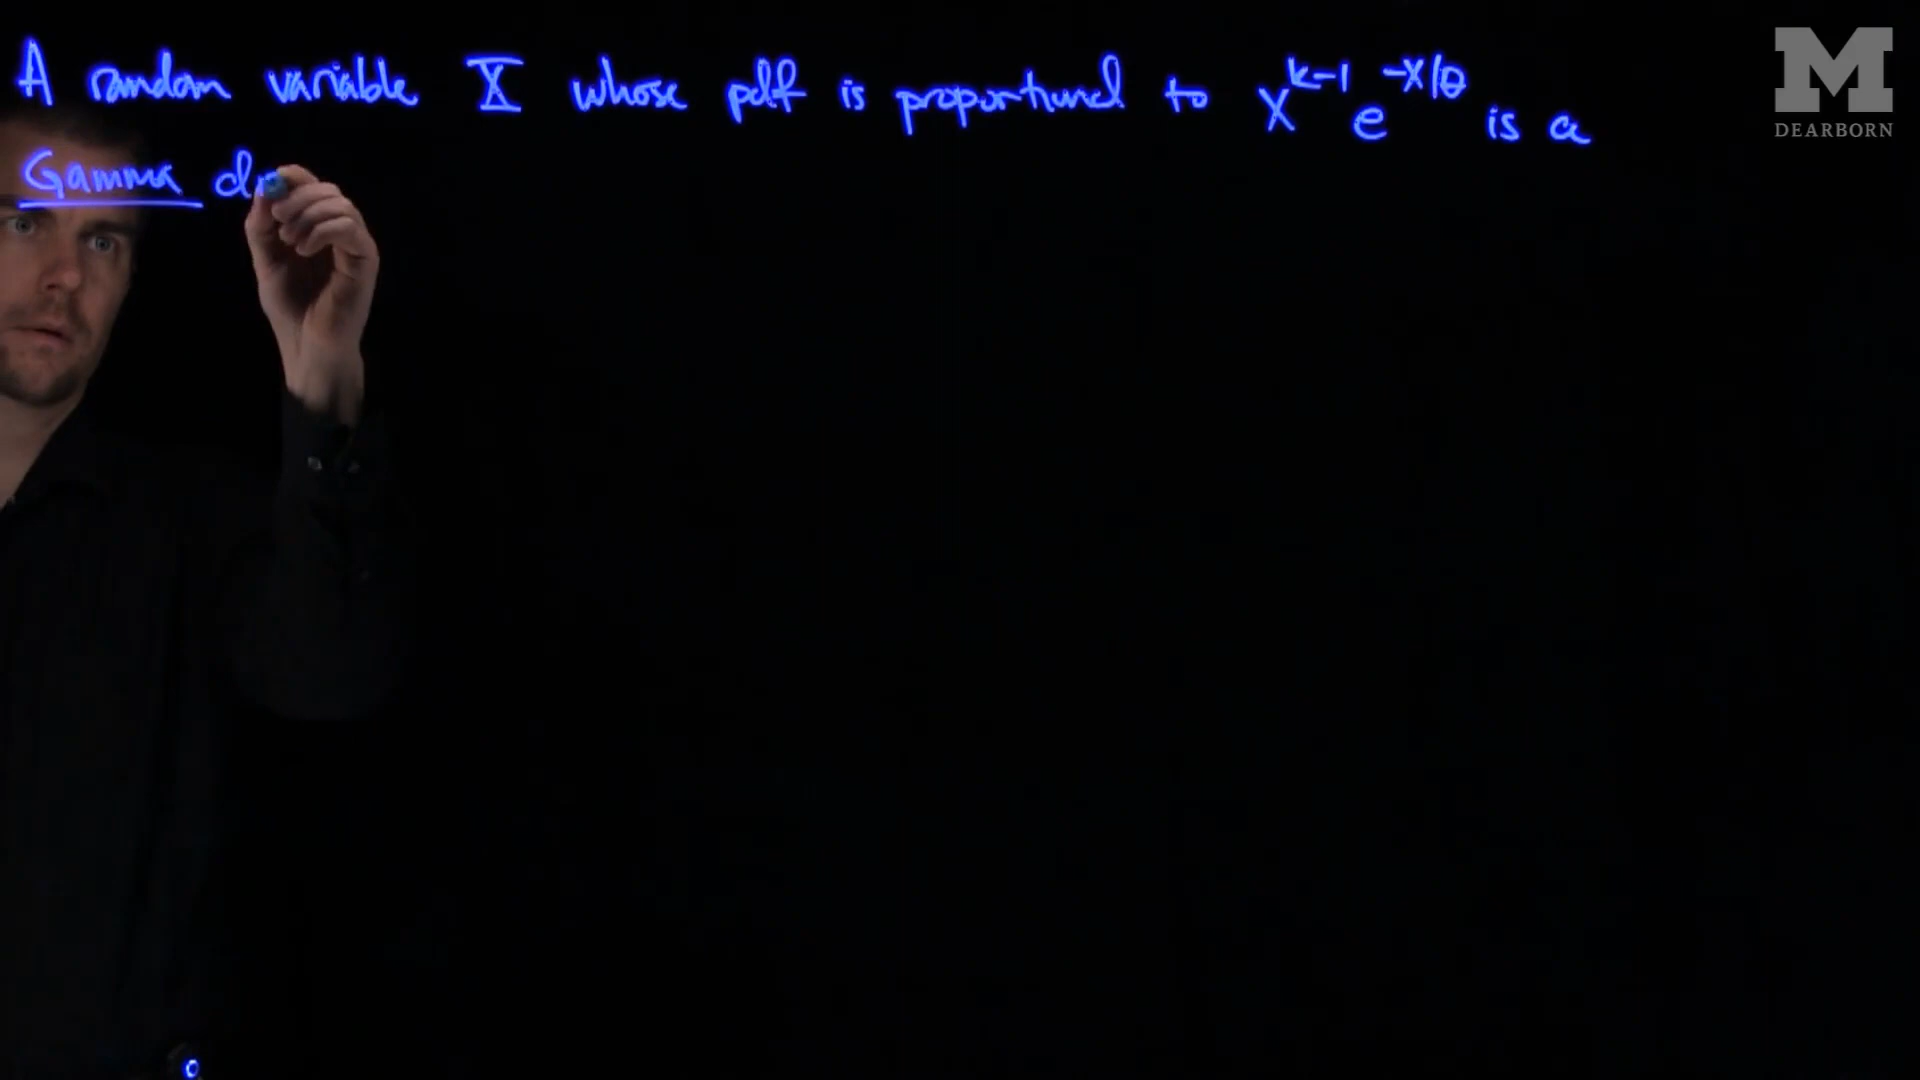 A random variable X whose pdf is proportional to x^{k-1} e^{-x/θ} is a
Gamma
M
DEARBORN